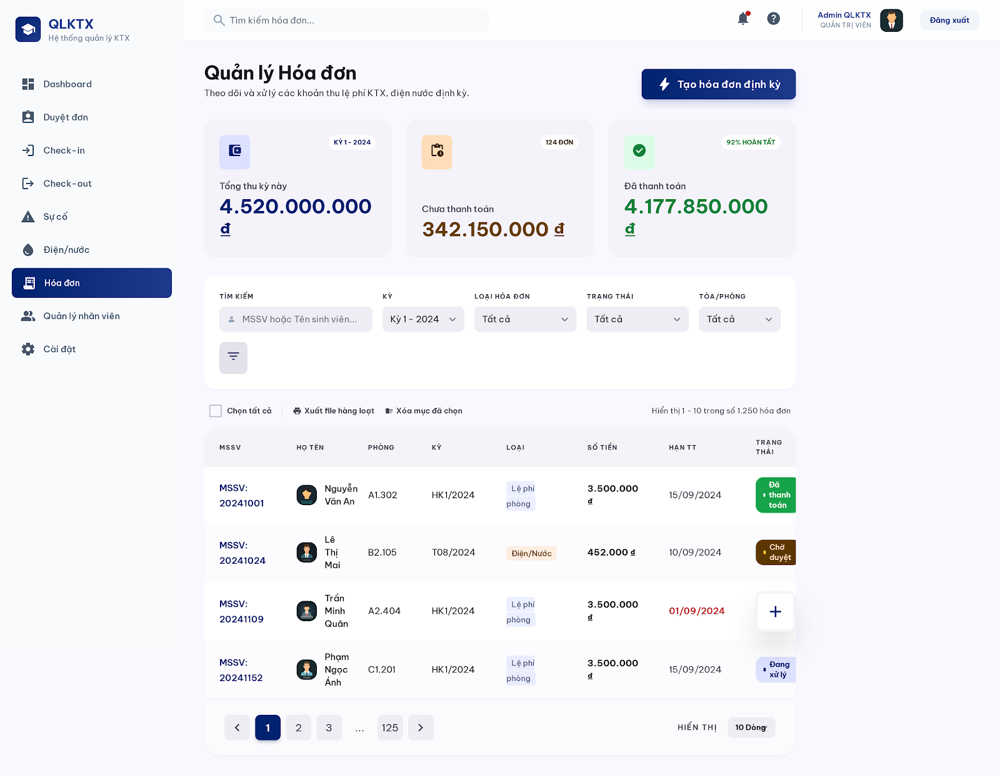 QLKTX
Hệ thống quản lý KTX
Dashboard
Duyệt đơn
Check-in
Check-out
Sự cố
Điện/nước
Hóa đơn
Quản lý nhân viên
Cài đặt
Tìm kiếm hóa đơn...
Admin QLKTX
QUẢN TRỊ VIÊN
Đăng xuất
Quản lý Hóa đơn
Theo dõi và xử lý các khoản thu lệ phí KTX, điện nước định kỳ.
Tạo hóa đơn định kỳ
KỲ 1 - 2024
Tổng thu kỳ này
4.520.000.000
₫
124 ĐƠN
Chưa thanh toán
342.150.000 ₫
92% HOÀN TẤT
Đã thanh toán
4.177.850.000
₫
TÌM KIẾM
KỲ
LOẠI HÓA ĐƠN
TRẠNG THÁI
TÒA/PHÒNG
MSSV hoặc Tên sinh viên...
Kỳ 1 - 2024
Tất cả
Tất cả
Tất cả
Chọn tất cả
Xuất file hàng loạt
Xóa mục đã chọn
Hiển thị 1 - 10 trong số 1.250 hóa đơn
MSSV
HỌ TÊN
PHÒNG
KỲ
LOẠI
SỐ TIỀN
HẠN TT
TRẠNG
THÁI
MSSV:
20241001
Nguyễn
Văn An
A1.302
HK1/2024
Lệ phí
phòng
3.500.000
₫
15/09/2024
Đã
thanh
toán
MSSV:
20241024
Lê
Thị
Mai
B2.105
T08/2024
Điện/Nước
452.000 ₫
10/09/2024
Chờ
duyệt
MSSV:
20241109
Trần
Minh
Quân
A2.404
HK1/2024
Lệ phí
phòng
3.500.000
₫
01/09/2024
MSSV:
20241152
Phạm
Ngọc
Ánh
C1.201
HK1/2024
Lệ phí
phòng
3.500.000
₫
15/09/2024
Đang
xử lý
1
2
3
...
125
HIỂN THỊ
10 Dòng